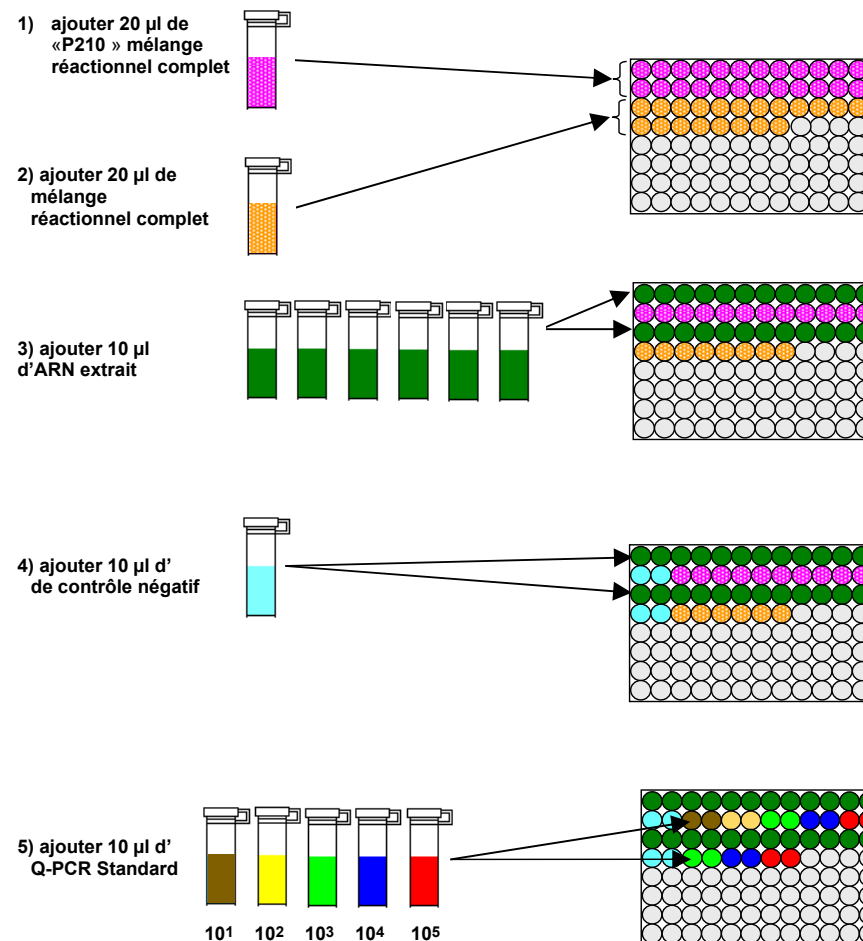 1) ajouter 20 µl de
«P210 » mélange
réactionnel complet
2) ajouter 20 µl de
mélange
réactionnel complet
3) ajouter 10 µl
d'ARN extrait
4) ajouter 10 µl d'
de contrôle négatif
5) ajouter 10 µl d'
Q-PCR Standard
10¹ 10² 10³ 10⁴ 10⁵